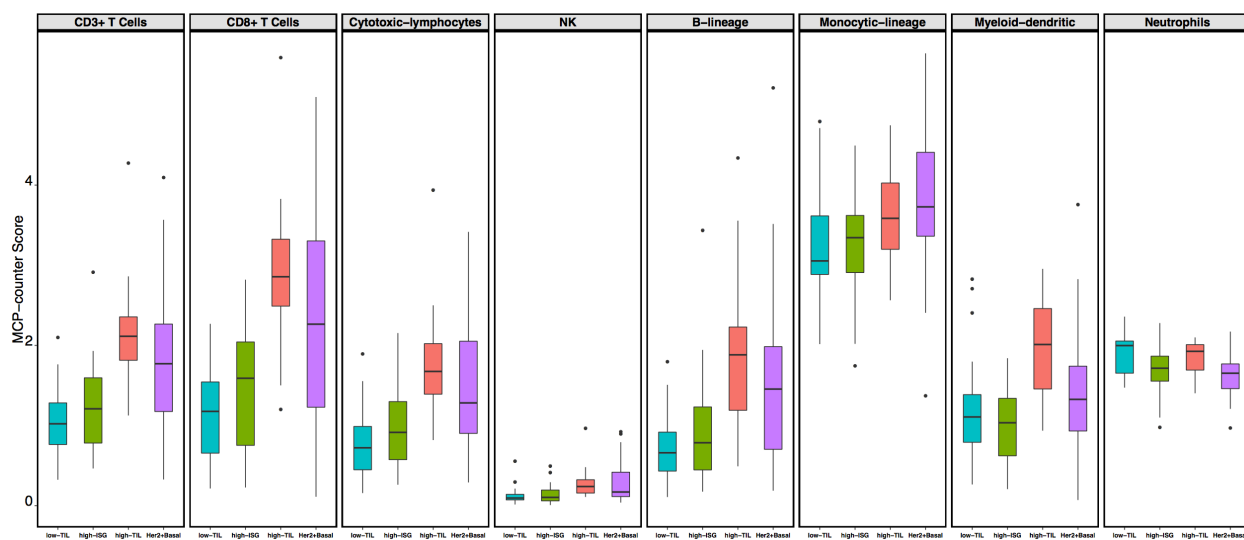 CD3+ T Cells CD8+ T Cells Cytotoxic−lymphocytes NK B−lineage Monocytic−lineage Myeloid−dendritic Neutrophils
MCP−counter Score
4
2
0
low−TIL high−ISG high−TIL Her2+Basal low−TIL high−ISG high−TIL Her2+Basal low−TIL high−ISG high−TIL Her2+Basal low−TIL high−ISG high−TIL Her2+Basal low−TIL high−ISG high−TIL Her2+Basal low−TIL high−ISG high−TIL Her2+Basal low−TIL high−ISG high−TIL Her2+Basal low−TIL high−ISG high−TIL Her2+Basal